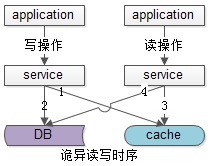 application application
写操作 读操作
service service
1 4
2 3
DB cache
诡异读写时序